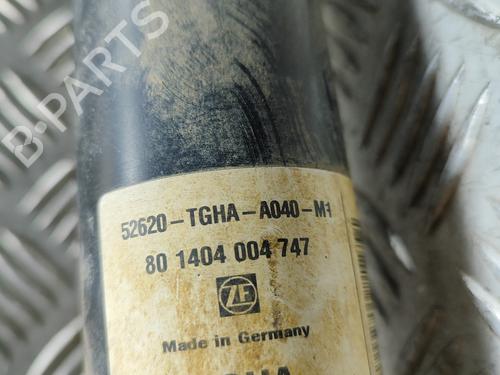 B-PARTS
52620-TGHA-A040-M1
80 1404 004 747
ZF
Made in Germany